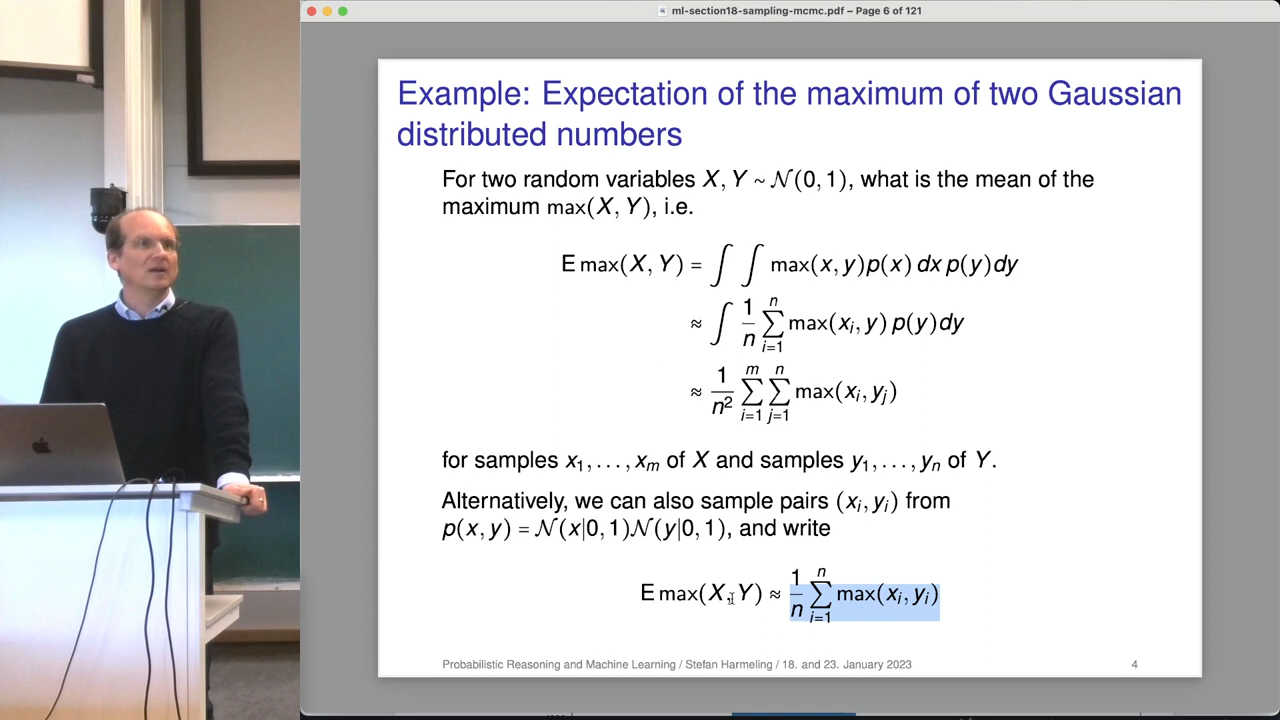 ml-section18-sampling-mcmc.pdf – Page 6 of 121
Example: Expectation of the maximum of two Gaussian
distributed numbers
For two random variables X, Y ~ 𝒩(0, 1), what is the mean of the
maximum max(X, Y), i.e.
E max(X, Y) = ∫ ∫ max(x, y)p(x) dx p(y)dy
≈ ∫ 1/n ∑_{i=1}^{n} max(x_i, y) p(y)dy
≈ 1/n² ∑_{i=1}^{m} ∑_{j=1}^{n} max(x_i, y_j)
for samples x₁, . . . , x_m of X and samples y₁, . . . , y_n of Y.
Alternatively, we can also sample pairs (x_i, y_i) from
p(x, y) = 𝒩(x|0, 1)𝒩(y|0, 1), and write
E max(X, Y) ≈ 1/n ∑_{i=1}^{n} max(x_i, y_i)
Probabilistic Reasoning and Machine Learning / Stefan Harmeling / 18. and 23. January 2023 4